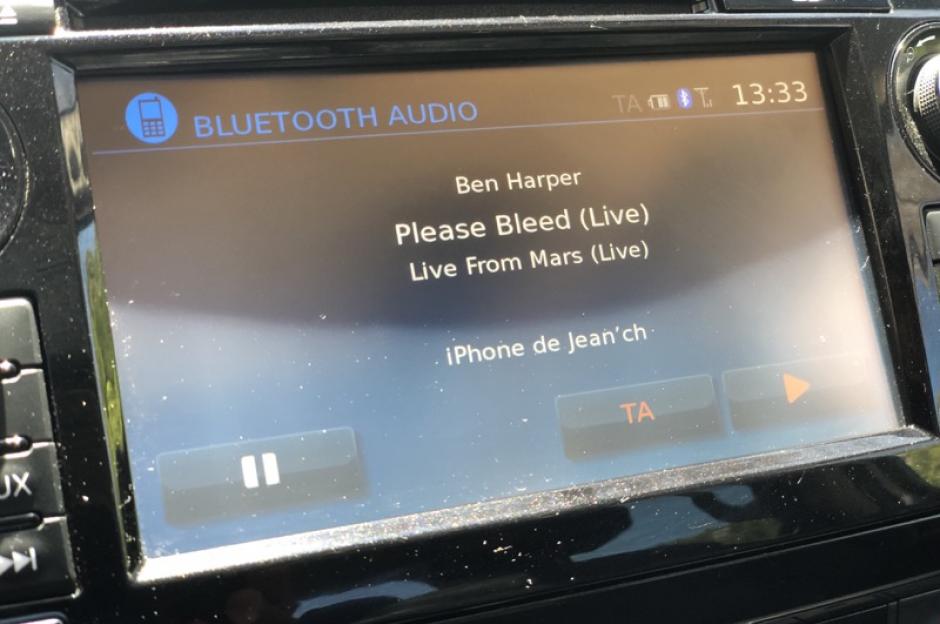 BLUETOOTH AUDIO
TA 13:33
Ben Harper
Please Bleed (Live)
Live From Mars (Live)
iPhone de Jean'ch
TA
UX